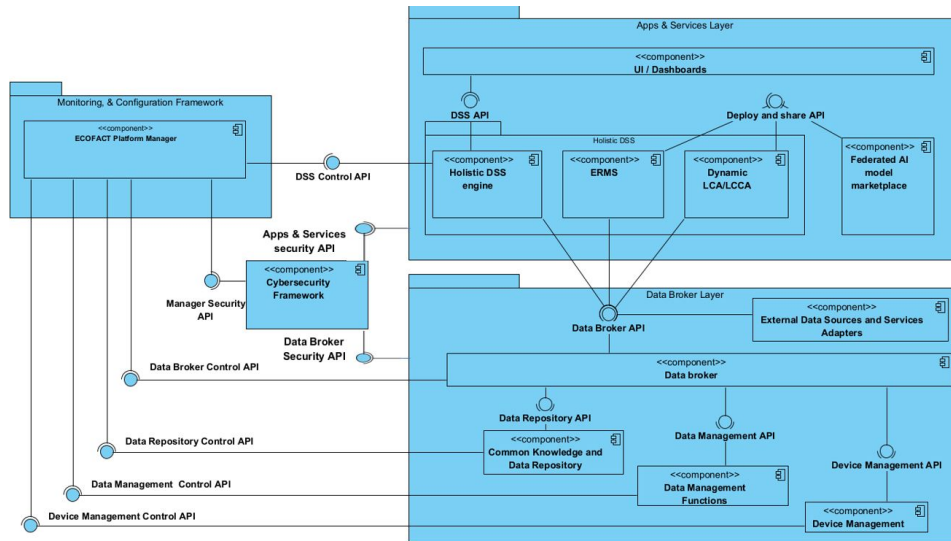 Apps & Services Layer
<<component>>
UI / Dashboards
Monitoring, & Configuration Framework
<<component>>
ECOFACT Platform Manager
DSS API
Deploy and share API
Holistic DSS
<<component>>
Holistic DSS
engine
<<component>>
ERMS
<<component>>
Dynamic
LCA/LCCA
<<component>>
Federated AI
model
marketplace
DSS Control API
Apps & Services
security API
<<component>>
Cybersecurity
Framework
Manager Security
API
Data Broker
Security API
Data Broker Layer
<<component>>
External Data Sources and Services
Adapters
Data Broker API
<<component>>
Data broker
Data Broker Control API
Data Repository API
Data Management API
Device Management API
Data Repository Control API
<<component>>
Common Knowledge and
Data Repository
Data Management  Control API
<<component>>
Data Management
Functions
Device Management Control API
<<component>>
Device Management